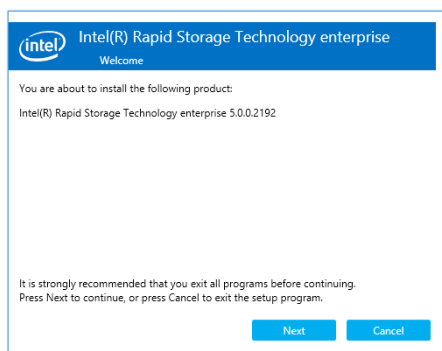 intel
Intel(R) Rapid Storage Technology enterprise
Welcome
You are about to install the following product:
Intel(R) Rapid Storage Technology enterprise 5.0.0.2192
It is strongly recommended that you exit all programs before continuing.
Press Next to continue, or press Cancel to exit the setup program.
Next Cancel